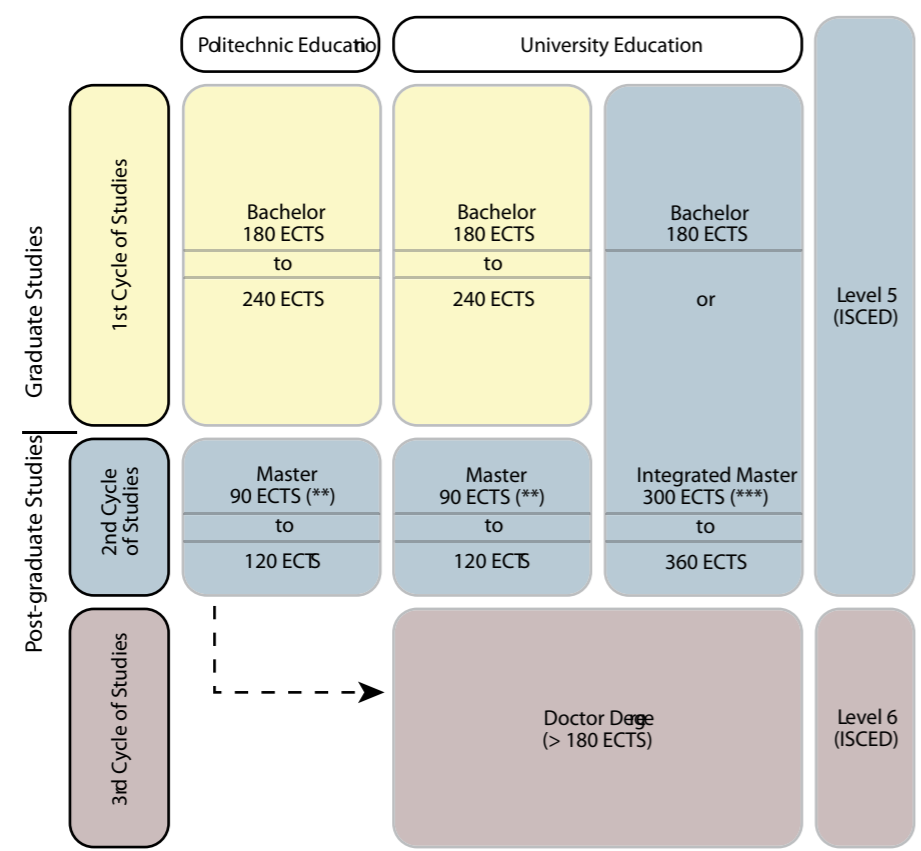 Politechnic Education
University Education
Graduate Studies
1st Cycle of Studies
Bachelor
180 ECTS
to
240 ECTS
Bachelor
180 ECTS
to
240 ECTS
Bachelor
180 ECTS
or
Level 5
(ISCED)
Post-graduate Studies
2nd Cycle
of Studies
Master
90 ECTS (**)
to
120 ECTS
Master
90 ECTS (**)
to
120 ECTS
Integrated Master
300 ECTS (***)
to
360 ECTS
3rd Cycle of Studies
Doctor Degree
(> 180 ECTS)
Level 6
(ISCED)